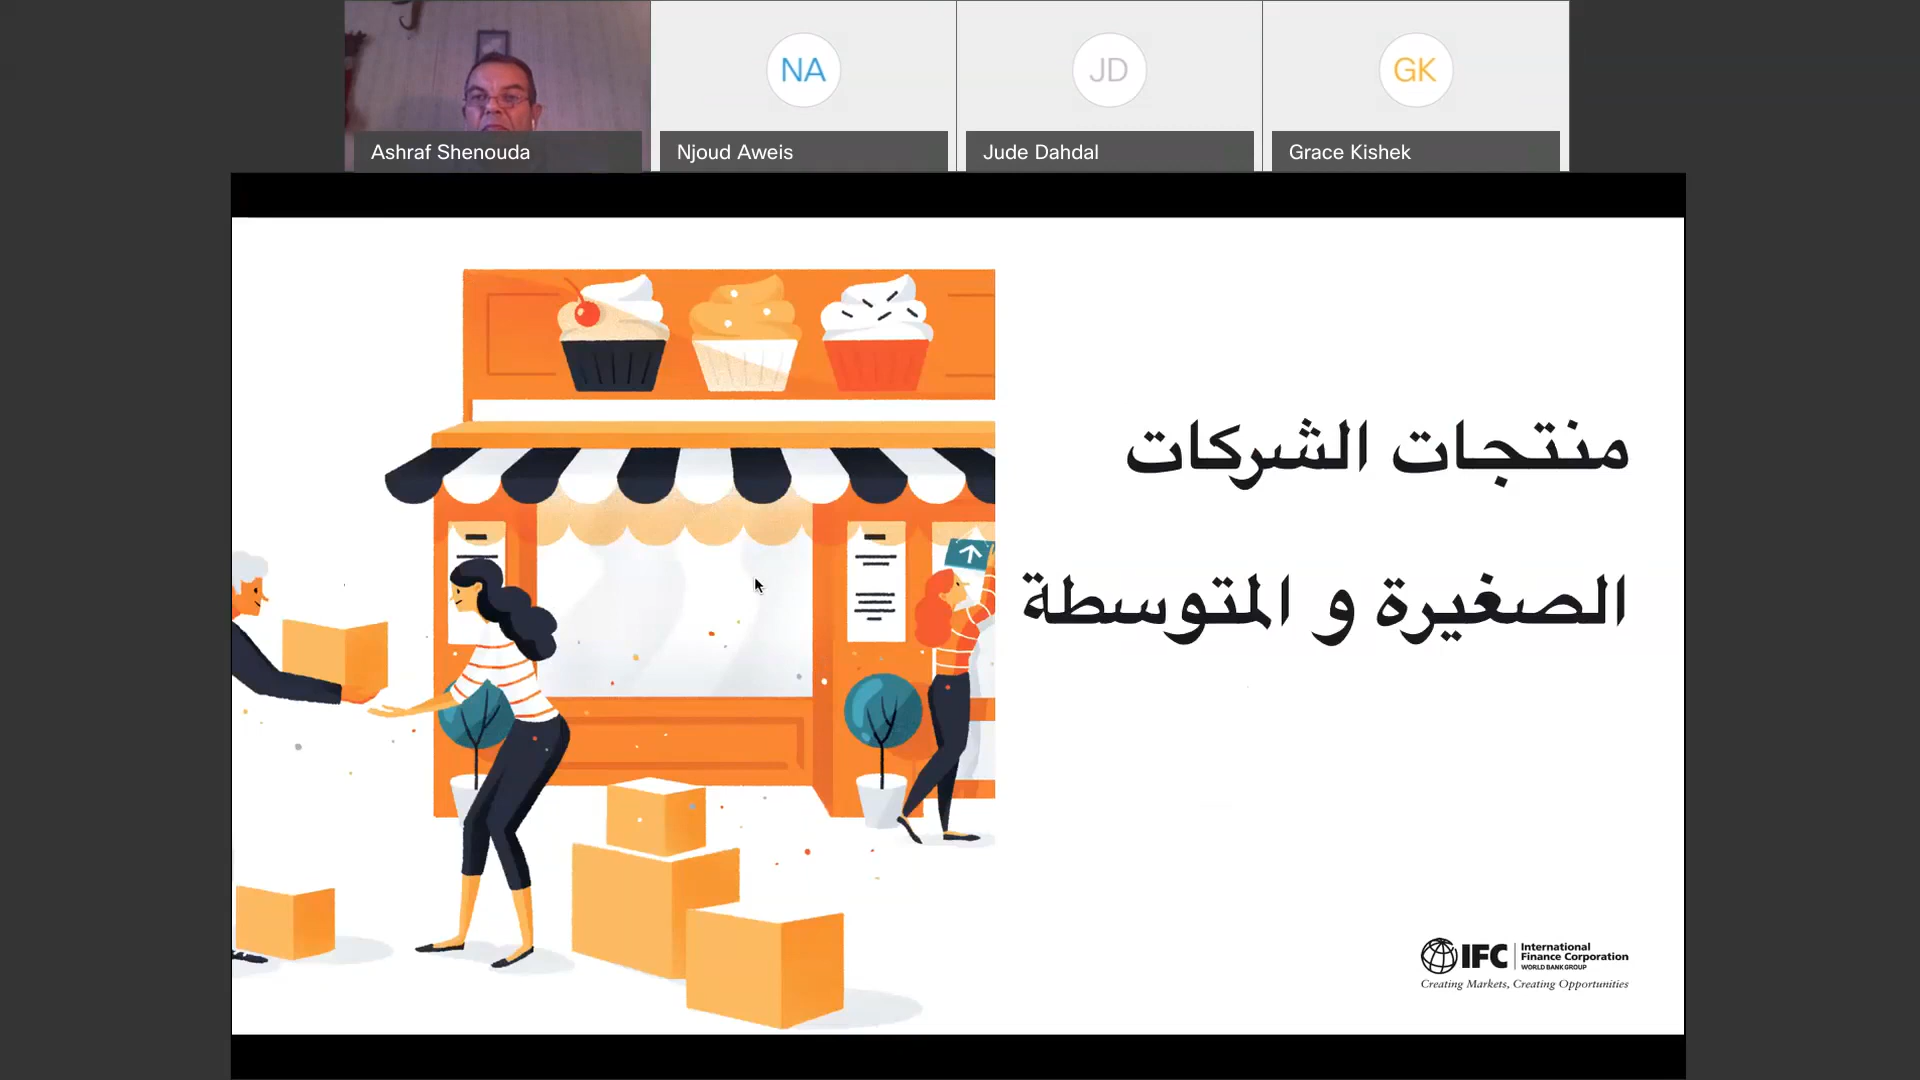 NA
JD
GK
Ashraf Shenouda
Njoud Aweis
Jude Dahdal
Grace Kishek
منتجات الشركات
الصغيرة و المتوسطة
IFC
International
Finance Corporation
WORLD BANK GROUP
Creating Markets, Creating Opportunities